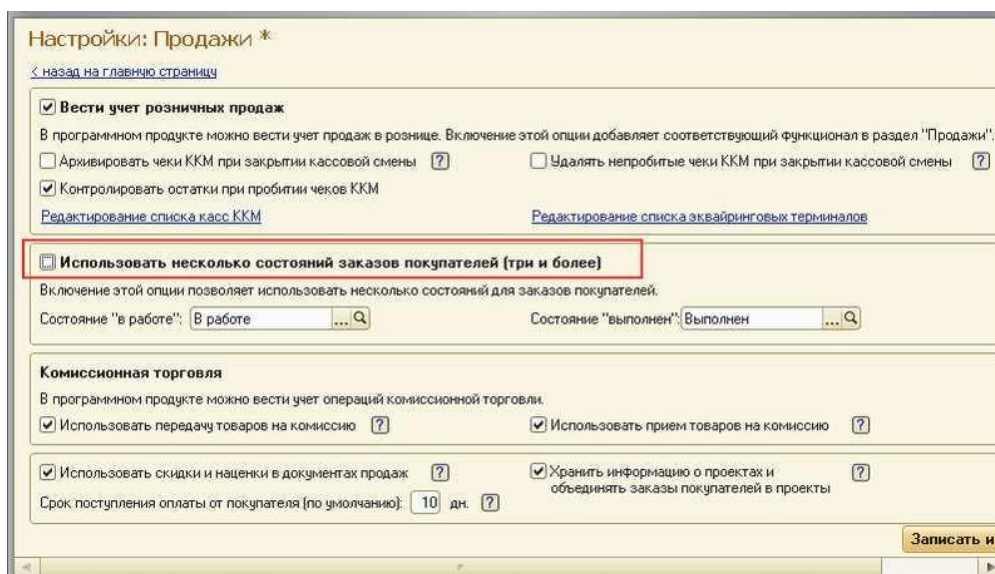 Настройки: Продажи *
< назад на главную страницу
Вести учет розничных продаж
В программном продукте можно вести учет продаж в рознице. Включение этой опции добавляет соответствующий функционал в раздел "Продажи".
Архивировать чеки ККМ при закрытии кассовой смены ? Удалять непробитые чеки ККМ при закрытии кассовой смены ?
Контролировать остатки при пробитии чеков ККМ
Редактирование списка касс ККМ Редактирование списка эквайринговых терминалов
Использовать несколько состояний заказов покупателей (три и более)
Включение этой опции позволяет использовать несколько состояний для заказов покупателей.
Состояние "в работе": В работе ... Состояние "выполнен": Выполнен ...
Комиссионная торговля
В программном продукте можно вести учет операций комиссионной торговли.
Использовать передачу товаров на комиссию ? Использовать прием товаров на комиссию ?
Использовать скидки и наценки в документах продаж ? Хранить информацию о проектах и ?
объединять заказы покупателей в проекты
Срок поступления оплаты от покупателя (по умолчанию): 10 дн. ?
Записать и